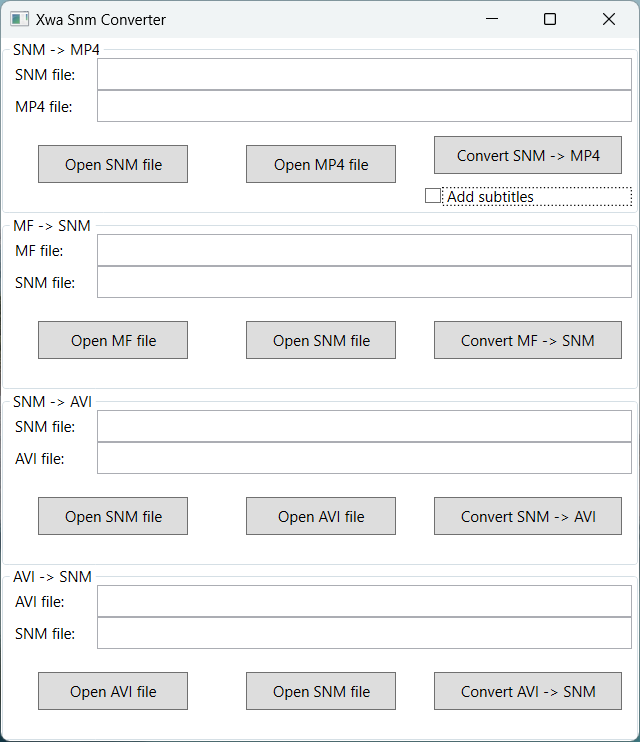 Xwa Snm Converter
SNM -> MP4
SNM file:
MP4 file:
Open SNM file Open MP4 file Convert SNM -> MP4
Add subtitles
MF -> SNM
MF file:
SNM file:
Open MF file Open SNM file Convert MF -> SNM
SNM -> AVI
SNM file:
AVI file:
Open SNM file Open AVI file Convert SNM -> AVI
AVI -> SNM
AVI file:
SNM file:
Open AVI file Open SNM file Convert AVI -> SNM